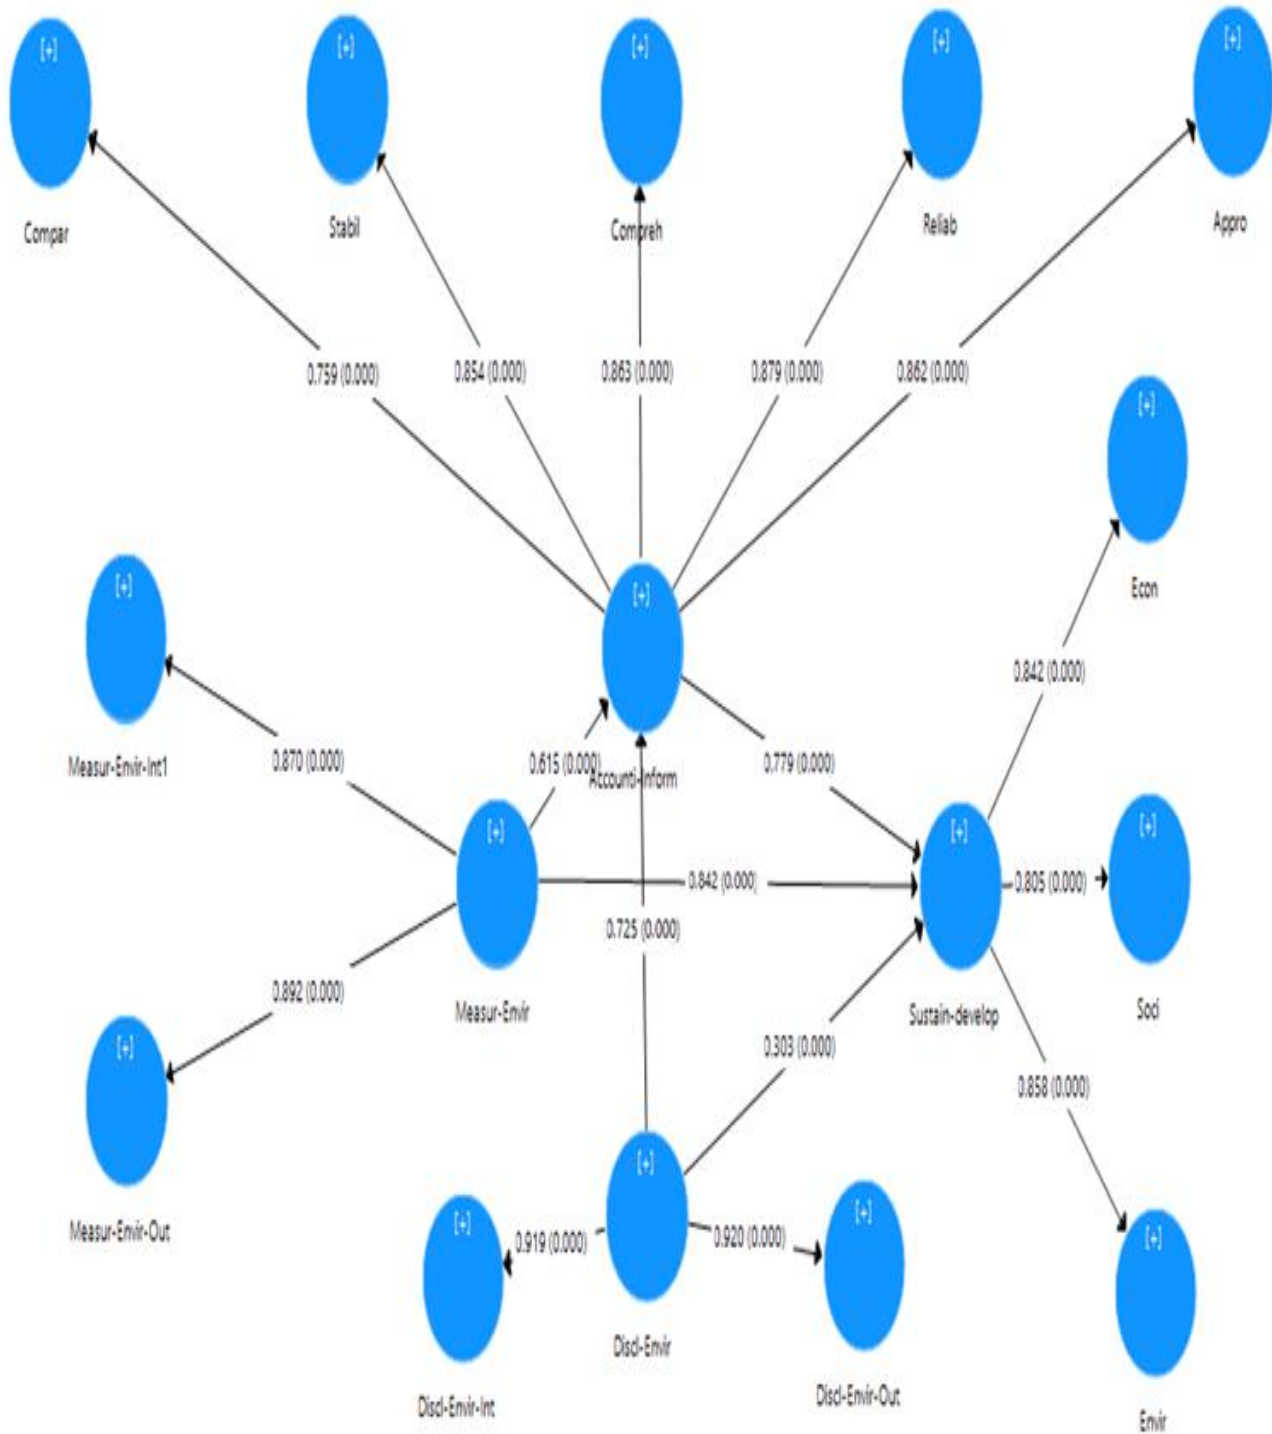 [+]
[+]
[+]
[+]
[+]
Compar
Stabil
Compreh
Reliab
Appro
0.759 (0.000)
0.854 (0.000)
0.863 (0.000)
0.879 (0.000)
0.862 (0.000)
[+]
Econ
[+]
[+]
0.842 (0.000)
Measur-Envir-Int1
0.870 (0.000)
0.615 (0.000)
Accounti-Inform
0.779 (0.000)
[+]
[+]
[+]
0.842 (0.000)
0.805 (0.000)
0.725 (0.000)
0.892 (0.000)
Measur-Envir
Sustain-develop
Soci
[+]
0.303 (0.000)
0.858 (0.000)
Measur-Envir-Out
[+]
[+]
[+]
[+]
0.919 (0.000)
0.920 (0.000)
Discl-Envir
Discl-Envir-Int
Discl-Envir-Out
Envir